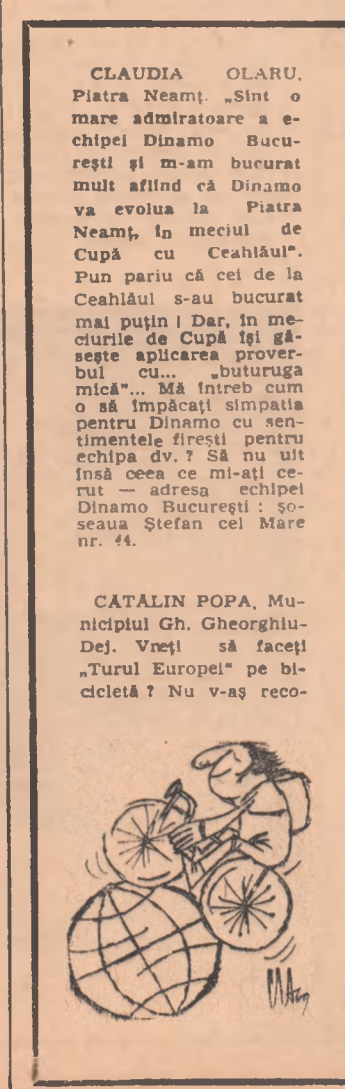 CLAUDIA OLARU,
Piatra Neamț. „Sînt o
mare admiratoare a e-
chipei Dinamo Bucu-
rești și m-am bucurat
mult aflînd că Dinamo
va evolua la Piatra
Neamț, în meciul de
Cupă cu Ceahlăul“.
Pun pariu că cei de la
Ceahlăul s-au bucurat
mai puțin ! Dar, în me-
ciurile de Cupă își gă-
sește aplicarea prover-
bul cu... „buturuga
mică“... Mă întreb cum
o să împăcați simpatia
pentru Dinamo cu sen-
timentele firești pentru
echipa dv. ? Să nu uit
însă ceea ce mi-ați ce-
rut — adresa echipei
Dinamo București : șo-
seaua Ștefan cel Mare
nr. 44.
CĂTĂLIN POPA, Mu-
nicipiul Gh. Gheorghiu-
Dej. Vreți să faceți
„Turul Europei“ pe bi-
cicletă ? Nu v-aș reco-